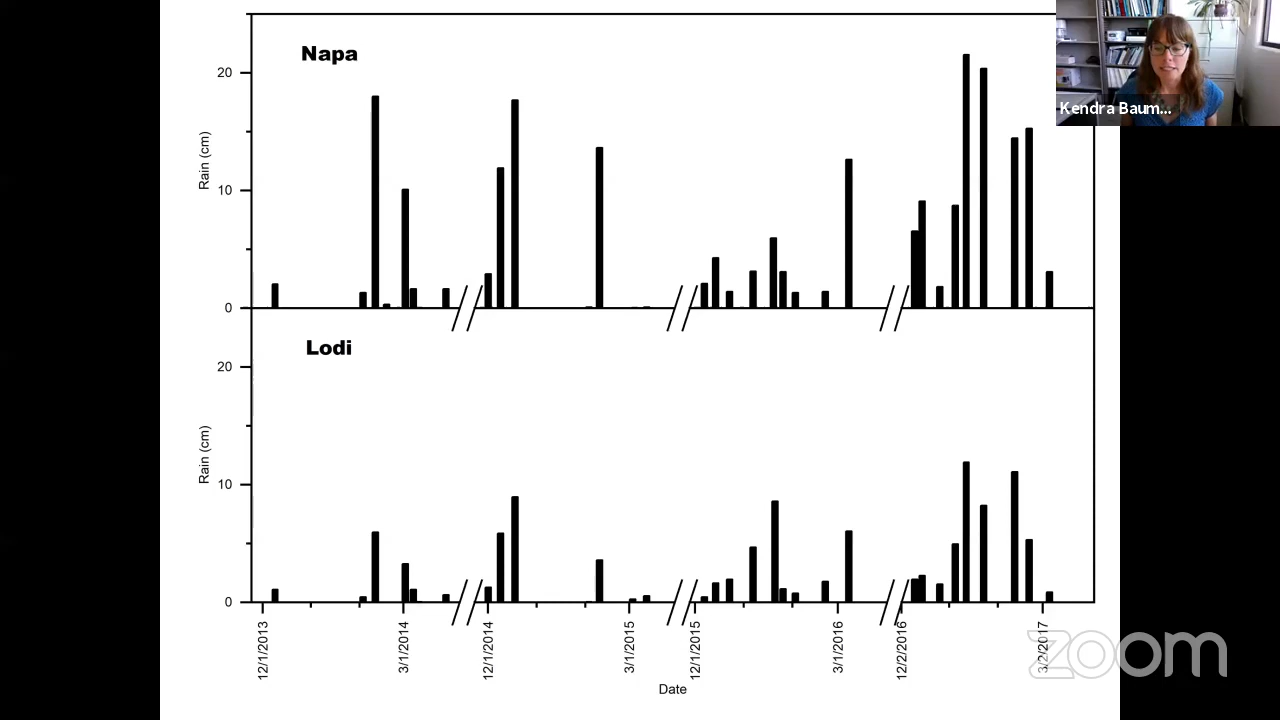 Napa
20
10
0
Rain (cm)
Kendra Baum...
Lodi
20
10
0
Rain (cm)
12/1/2013
3/1/2014
12/1/2014
3/1/2015
12/1/2015
3/1/2016
12/2/2016
3/2/2017
Date
zoom